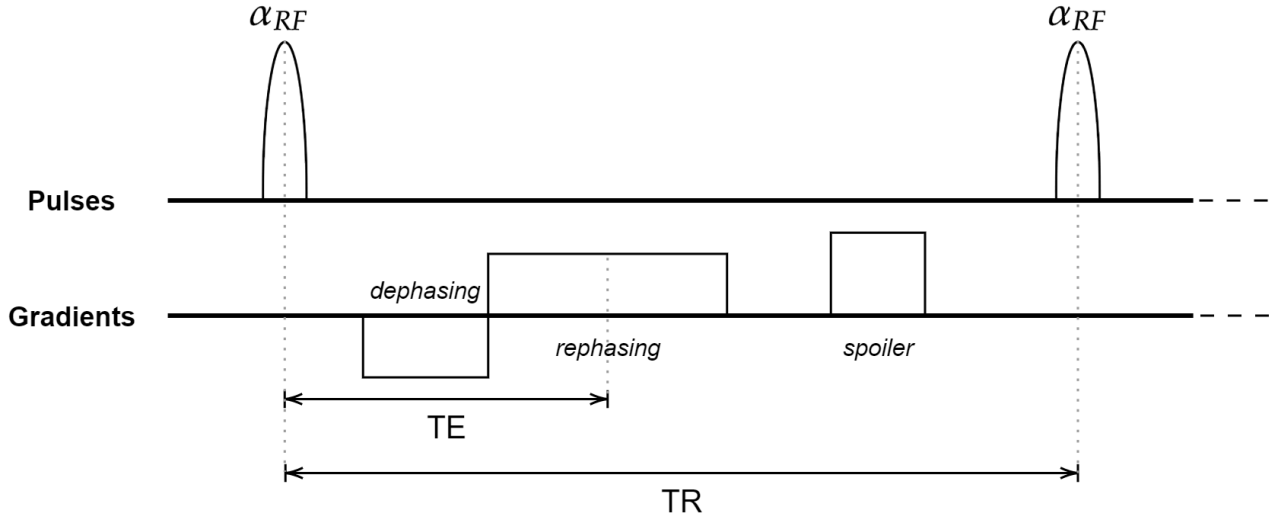 α_RF α_RF
Pulses
dephasing
Gradients
rephasing spoiler
TE
TR